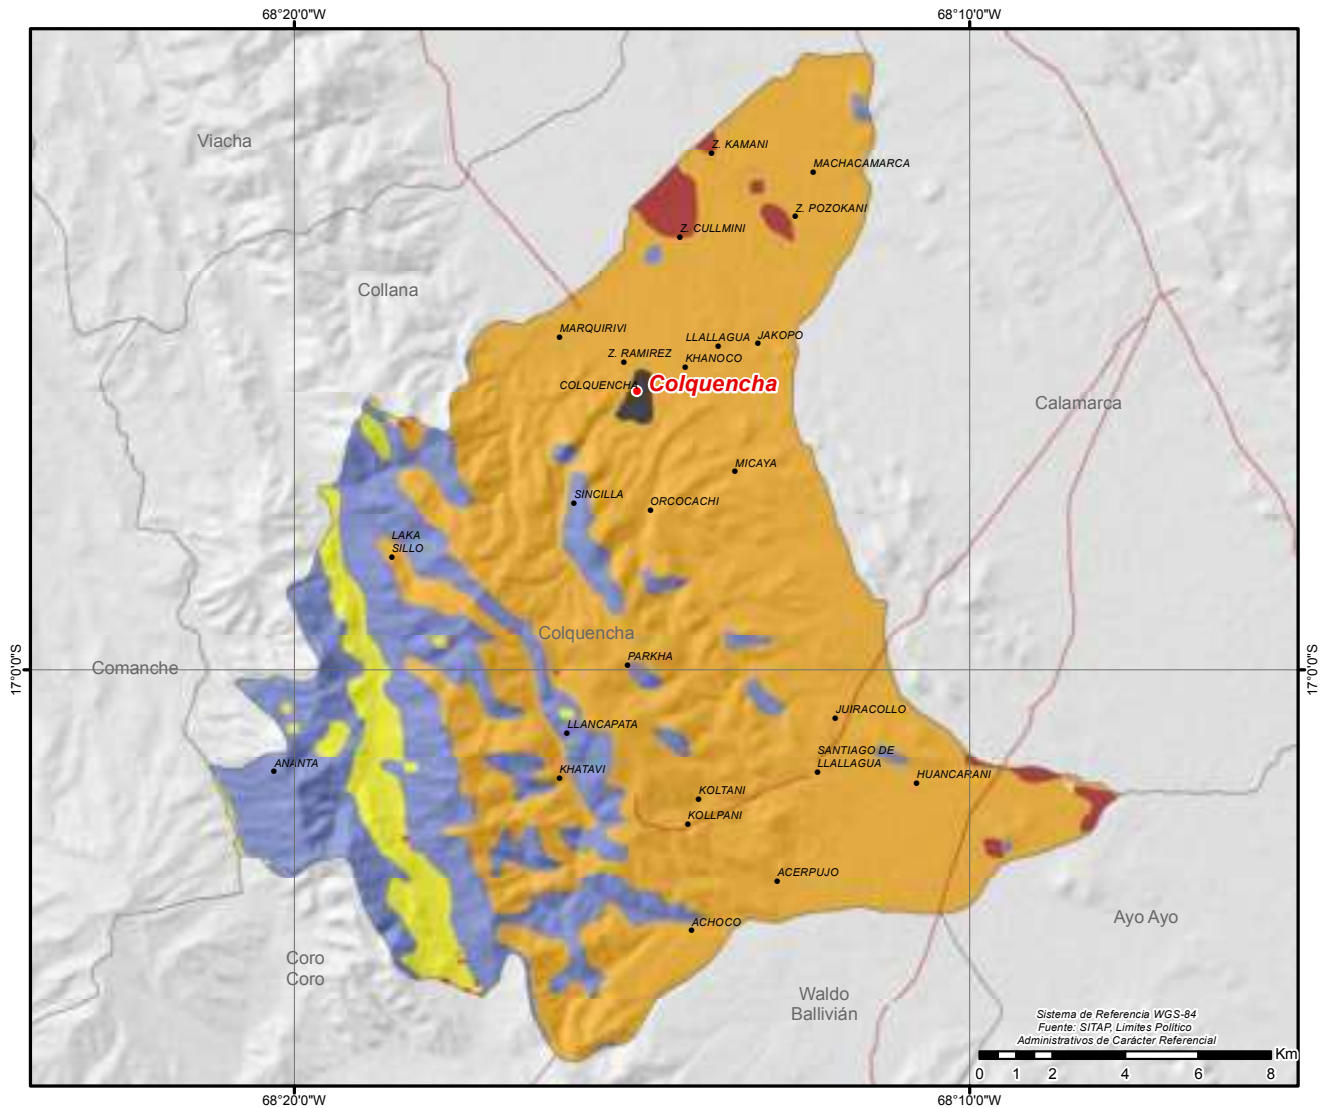 68°20'0"W
68°10'0"W
Viacha
Z. KAMANI
MACHACAMARCA
Z. POZOKANI
Z. CULLMINI
Collana
MARQUIRIVI
LLALLAGUA
JAKOPO
Z. RAMIREZ
KHANOCO
COLQUENCHA
Colquencha
Calamarca
MICAYA
SINCILLA
ORCOCACHI
LAKA
SILLO
Colquencha
PARKHA
Comanche
17°0'0"S
17°0'0"S
JUIRACOLLO
LLANCAPATA
SANTIAGO DE
LLALLAGUA
ANANTA
KHATAVI
HUANCARANI
KOLTANI
KOLLPANI
ACERPUJO
ACHOCO
Ayo Ayo
Coro
Coro
Waldo
Ballivián
Sistema de Referencia WGS-84
Fuente: SITAP, Limites Político
Administrativos de Carácter Referencial
Km
0 1 2 4 6 8
68°20'0"W
68°10'0"W